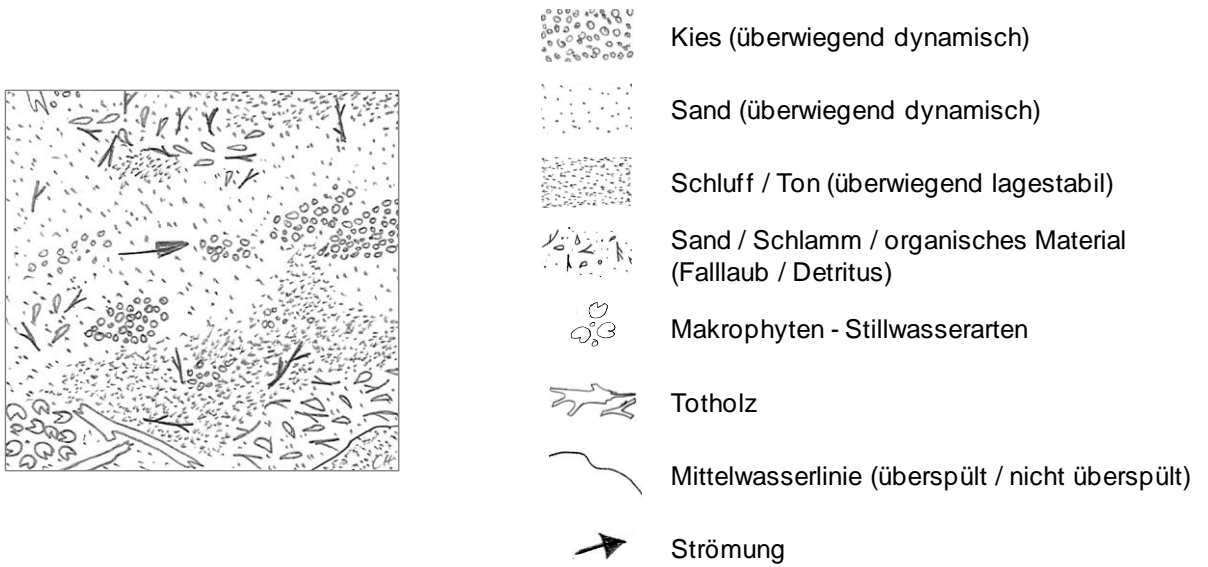 Kies (überwiegend dynamisch)
Sand (überwiegend dynamisch)
Schluff / Ton (überwiegend lagestabil)
Sand / Schlamm / organisches Material
(Falllaub / Detritus)
Makrophyten - Stillwasserarten
Totholz
Mittelwasserlinie (überspült / nicht überspült)
Strömung